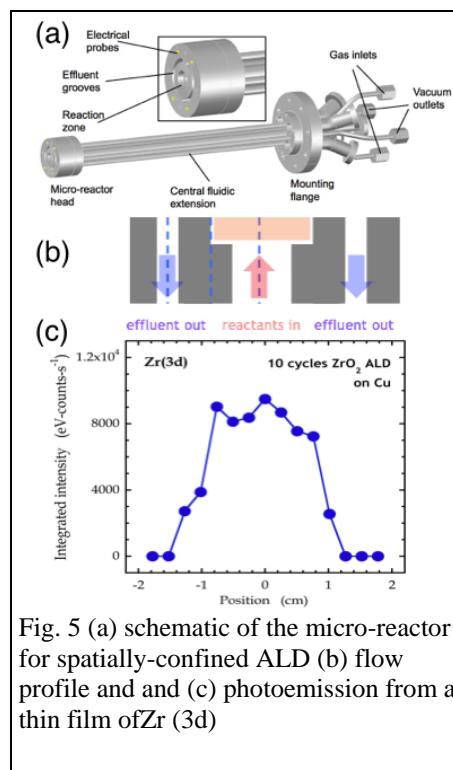 (a)
Electrical
probes
Effluent
grooves
Reaction
zone
Gas inlets
Vacuum
outlets
Micro-reactor
head
Central fluidic
extension
Mounting
flange
(b)
effluent out reactants in effluent out
(c)
Zr(3d)
10 cycles ZrO₂ ALD
on Cu
Integrated intensity (eV-counts-s⁻¹)
1.2x10⁴
8000
4000
0
-2 -1 0 1 2
Position (cm)
Fig. 5 (a) schematic of the micro-reactor
for spatially-confined ALD (b) flow
profile and and (c) photoemission from a
thin film ofZr (3d)